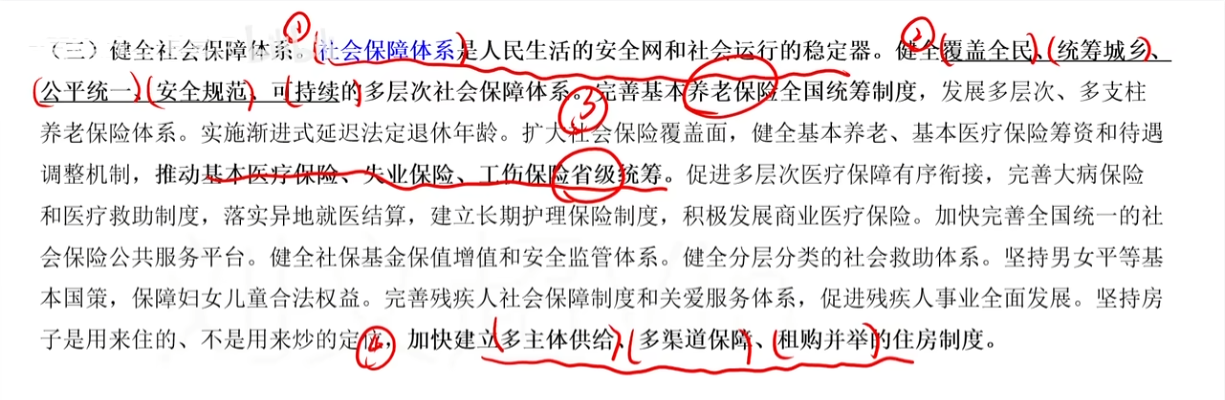 （三）健全社会保障体系。社会保障体系是人民生活的安全网和社会运行的稳定器。健全覆盖全民、统筹城乡、
公平统一、安全规范、可持续的多层次社会保障体系。完善基本养老保险全国统筹制度，发展多层次、多支柱
养老保险体系。实施渐进式延迟法定退休年龄。扩大社会保险覆盖面，健全基本养老、基本医疗保险筹资和待遇
调整机制，推动基本医疗保险、失业保险、工伤保险省级统筹。促进多层次医疗保障有序衔接，完善大病保险
和医疗救助制度，落实异地就医结算，建立长期护理保险制度，积极发展商业医疗保险。加快完善全国统一的社
会保险公共服务平台。健全社保基金保值增值和安全监管体系。健全分层分类的社会救助体系。坚持男女平等基
本国策，保障妇女儿童合法权益。完善残疾人社会保障制度和关爱服务体系，促进残疾人事业全面发展。坚持房
子是用来住的、不是用来炒的定位，加快建立多主体供给、多渠道保障、租购并举的住房制度。
①
②
③
④